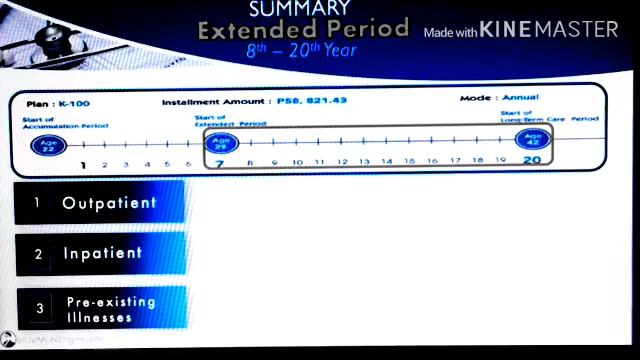 SUMMARY
Extended Period
8th – 20th Year
Made with KINEMASTER
Plan : K-100
Installment Amount : P58, 821.43
Mode : Annual
Start of
Accumulation Period
Start of
Extended Period
Start of
Long-Term Care Period
Age
22
Age
29
Age
42
1 2 3 4 5 6 7 8 9 10 11 12 13 14 15 16 17 18 19 20
1 Outpatient
2 Inpatient
3 Pre-existing
Illnesses